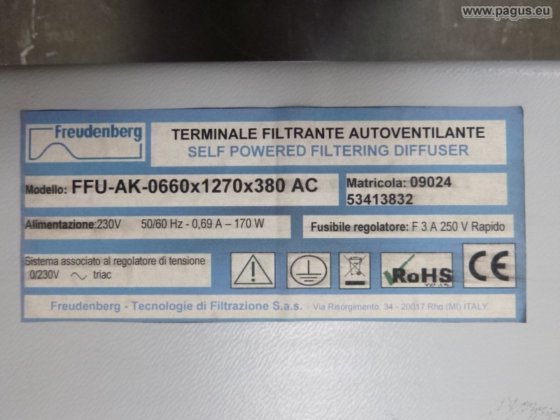 www.pagus.eu
Freudenberg
TERMINALE FILTRANTE AUTOVENTILANTE
SELF POWERED FILTERING DIFFUSER
Modello: FFU-AK-0660x1270x380 AC
Matricola: 09024
53413832
Alimentazione:230V 50/60 Hz - 0,69 A – 170 W
Fusibile regolatore: F 3 A 250 V Rapido
Sistema associato al regolatore di tensione
0/230V ~ triac
RoHS
CE
Freudenberg - Tecnologie di Filtrazione S.a.s. - Via Risorgimento, 34 - 20017 Rho (MI) ITALY